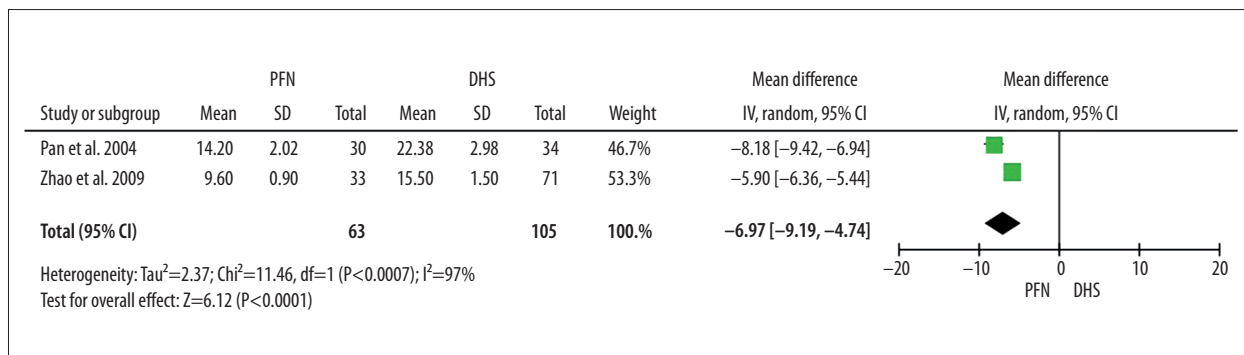 PFN DHS Mean difference Mean difference
Study or subgroup Mean SD Total Mean SD Total Weight IV, random, 95% CI IV, random, 95% CI
Pan et al. 2004 14.20 2.02 30 22.38 2.98 34 46.7% −8.18 [−9.42, −6.94]
Zhao et al. 2009 9.60 0.90 33 15.50 1.50 71 53.3% −5.90 [−6.36, −5.44]
Total (95% CI) 63 105 100.% −6.97 [−9.19, −4.74]
Heterogeneity: Tau²=2.37; Chi²=11.46, df=1 (P<0.0007); I²=97%
Test for overall effect: Z=6.12 (P<0.0001)
−20 −10 0 10 20
PFN DHS